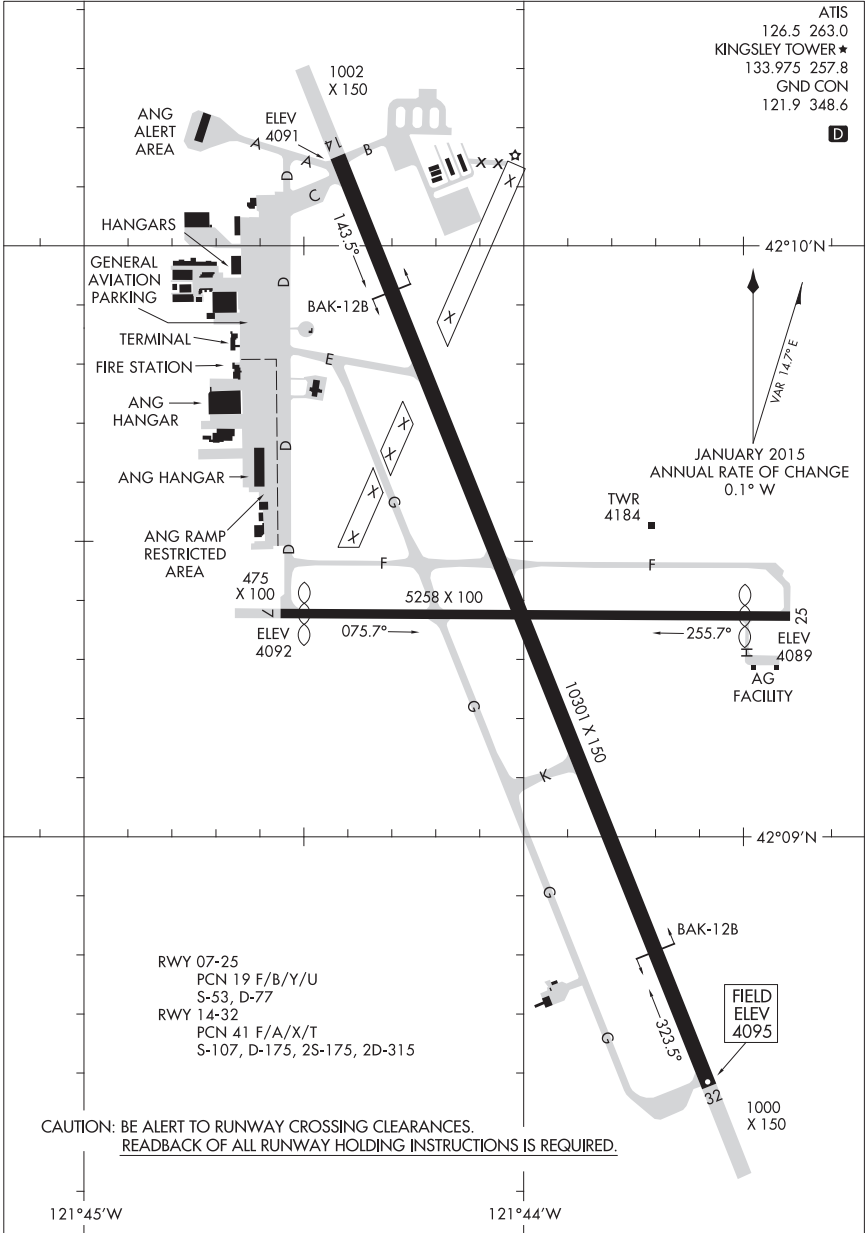 ATIS
126.5 263.0
KINGSLEY TOWER★
133.975 257.8
GND CON
121.9 348.6
D
1002
X 150
ANG
ALERT
AREA
ELEV
4091
14
A
A
B
D
C
X X
X
HANGARS
143.5°
42°10'N
GENERAL
AVIATION
PARKING
D
BAK-12B
X
TERMINAL
E
FIRE STATION
VAR 14.7° E
ANG
HANGAR
X
D
X
JANUARY 2015
ANNUAL RATE OF CHANGE
0.1° W
ANG HANGAR
X
G
TWR
4184
ANG RAMP
RESTRICTED
AREA
X
D
F
F
475
X 100
5258 X 100
7
25
ELEV
4092
075.7°
255.7°
ELEV
4089
H
AG
FACILITY
G
10301 X 150
K
42°09'N
G
BAK-12B
RWY 07-25
PCN 19 F/B/Y/U
S-53, D-77
RWY 14-32
PCN 41 F/A/X/T
S-107, D-175, 2S-175, 2D-315
FIELD
ELEV
4095
323.5°
G
32
1000
X 150
CAUTION: BE ALERT TO RUNWAY CROSSING CLEARANCES.
READBACK OF ALL RUNWAY HOLDING INSTRUCTIONS IS REQUIRED.
121°45'W
121°44'W